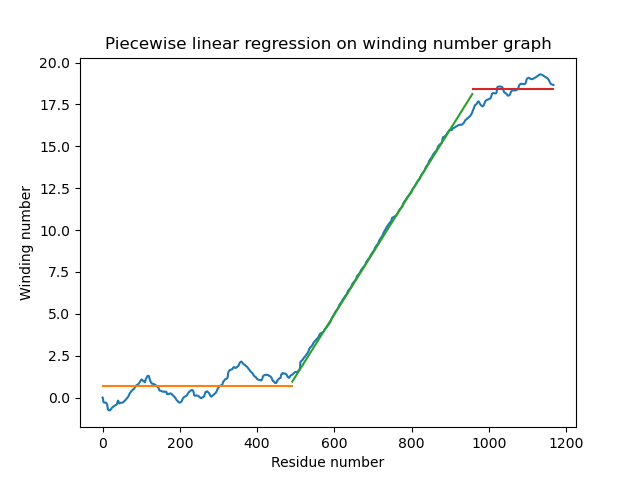 Piecewise linear regression on winding number graph
20.0
17.5
15.0
12.5
10.0
7.5
5.0
2.5
0.0
Winding number
0 200 400 600 800 1000 1200
Residue number